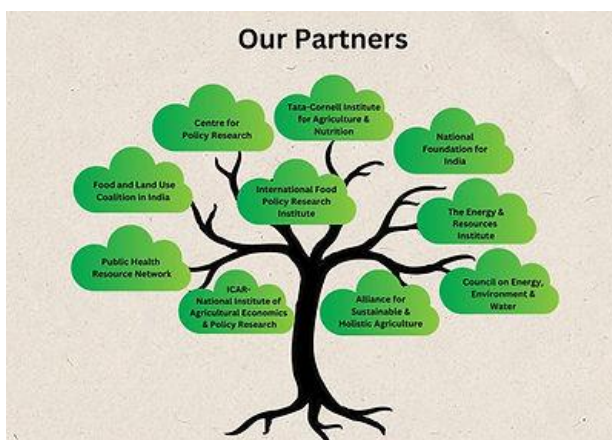 Our Partners
Centre for
Policy Research
Tata-Cornell Institute
for Agriculture &
Nutrition
National
Foundation for
India
Food and Land Use
Coalition in India
International Food
Policy Research
Institute
The Energy &
Resources
Institute
Public Health
Resource Network
Council on Energy,
Environment &
Water
ICAR-
National Institute of
Agricultural Economics
& Policy Research
Alliance for
Sustainable &
Holistic Agriculture